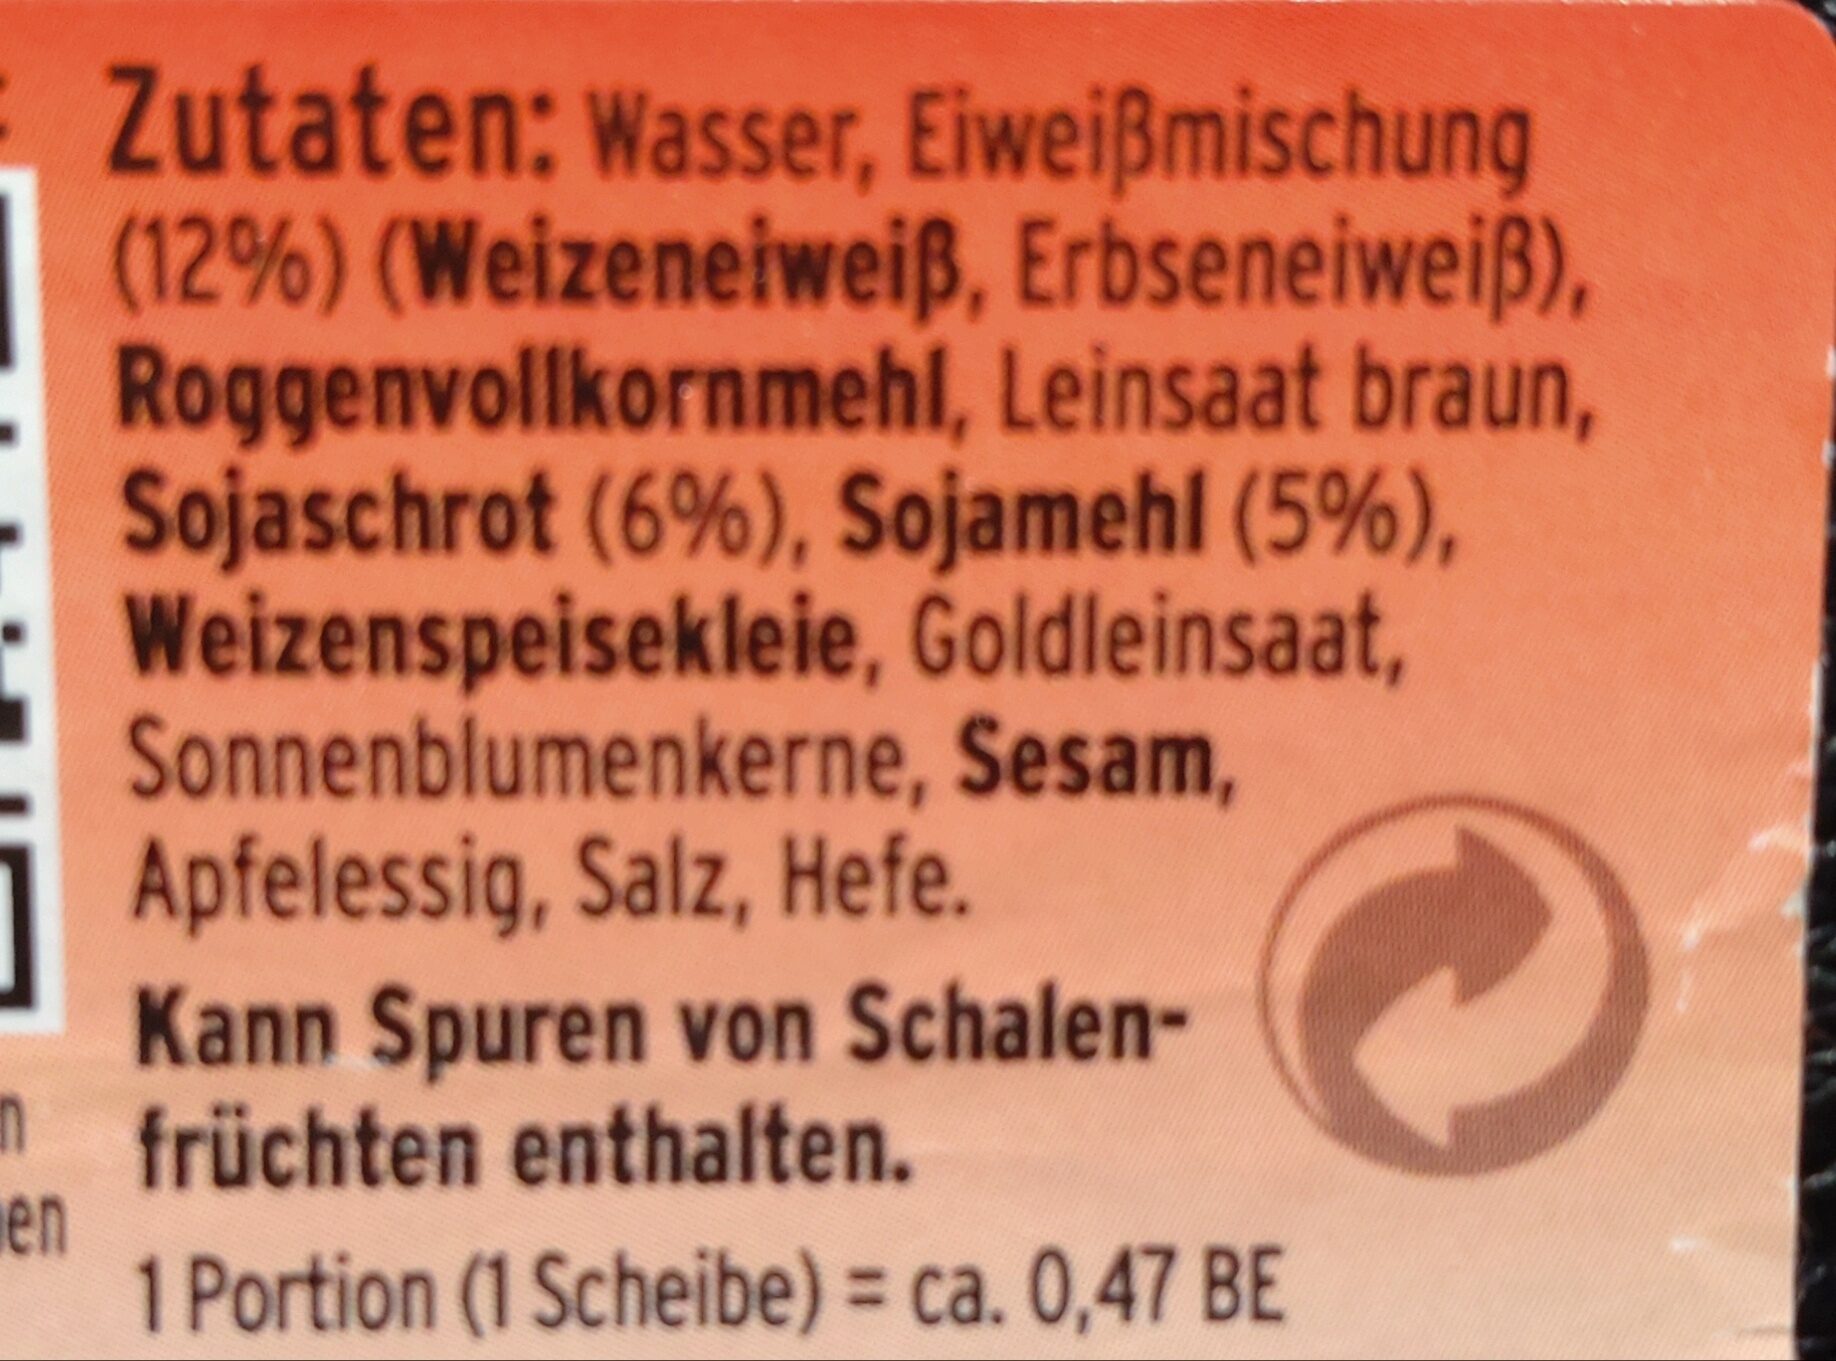 Zutaten: Wasser, Eiweißmischung
(12%) (Weizeneiweiß, Erbseneiweiß),
Roggenvollkornmehl, Leinsaat braun,
Sojaschrot (6%), Sojamehl (5%),
Weizenspeisekleie, Goldleinsaat,
Sonnenblumenkerne, Sesam,
Apfelessig, Salz, Hefe.
Kann Spuren von Schalen-
früchten enthalten.
1 Portion (1 Scheibe) = ca. 0,47 BE